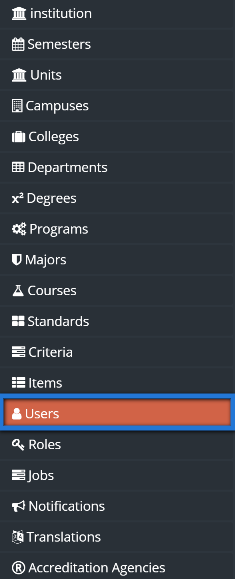 institution
Semesters
Units
Campuses
Colleges
Departments
x² Degrees
Programs
Majors
Courses
Standards
Criteria
Items
Users
Roles
Jobs
Notifications
Translations
® Accreditation Agencies